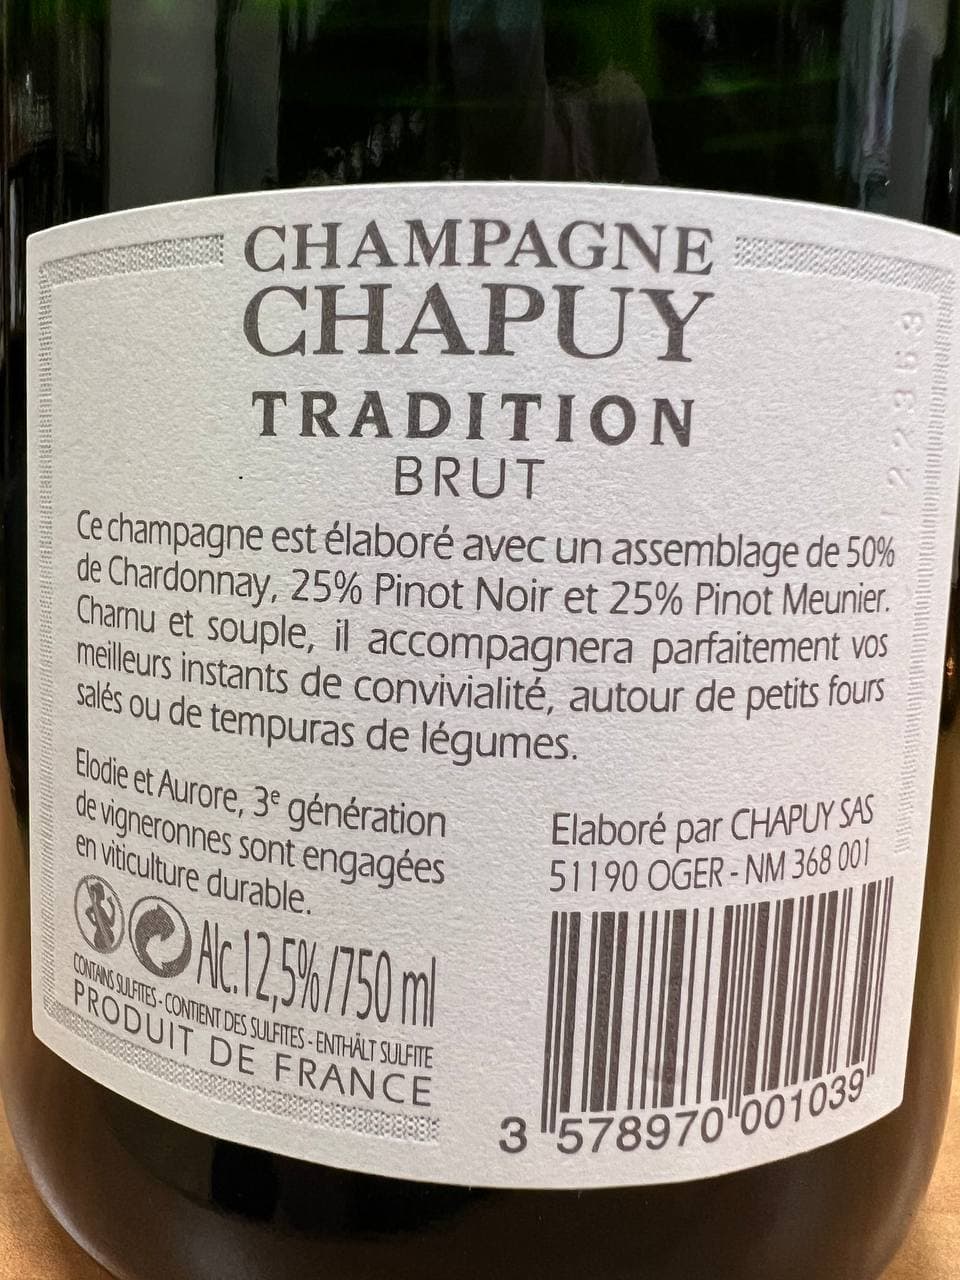 CHAMPAGNE
CHAPUY
TRADITION
BRUT
Ce champagne est élaboré avec un assemblage de 50%
de Chardonnay, 25% Pinot Noir et 25% Pinot Meunier.
Charnu et souple, il accompagnera parfaitement vos
meilleurs instants de convivialité, autour de petits fours
salés ou de tempuras de légumes.
Elodie et Aurore, 3e génération
de vigneronnes sont engagées
en viticulture durable.
Elaboré par CHAPUY SAS
51190 OGER - NM 368 001
Alc.12,5%/750 ml
CONTAINS SULFITES - CONTIENT DES SULFITES - ENTHÄLT SULFITE
PRODUIT DE FRANCE
3 578970 001039